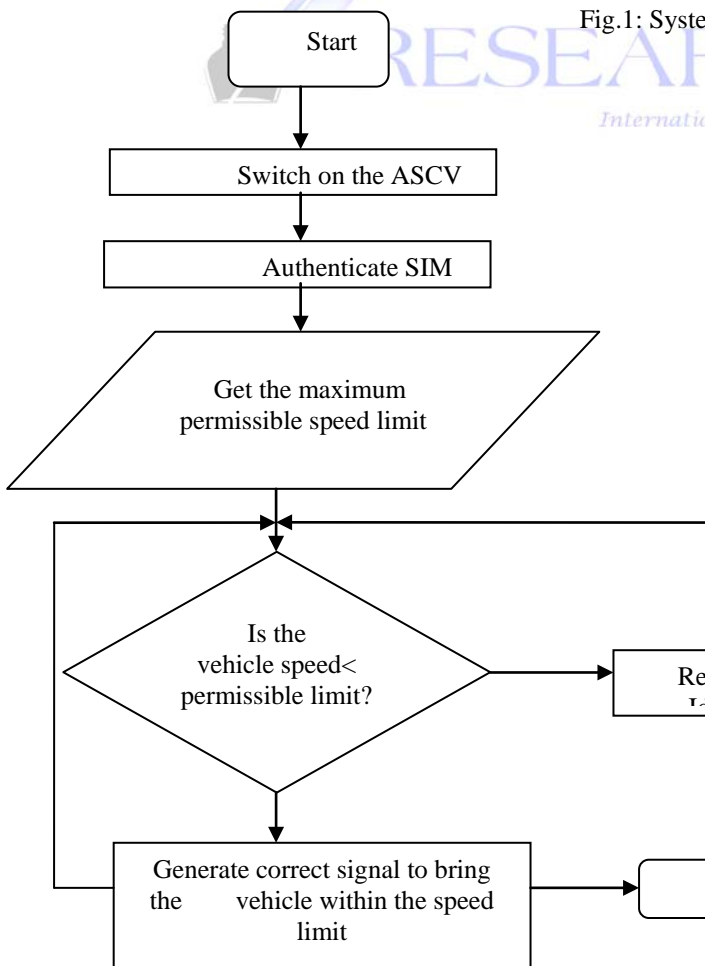 Fig.1: Syste
Start
RESEAR
Internati
Switch on the ASCV
Authenticate SIM
Get the maximum
permissible speed limit
Is the
vehicle speed<
permissible limit?
Re
Generate correct signal to bring
the vehicle within the speed
limit